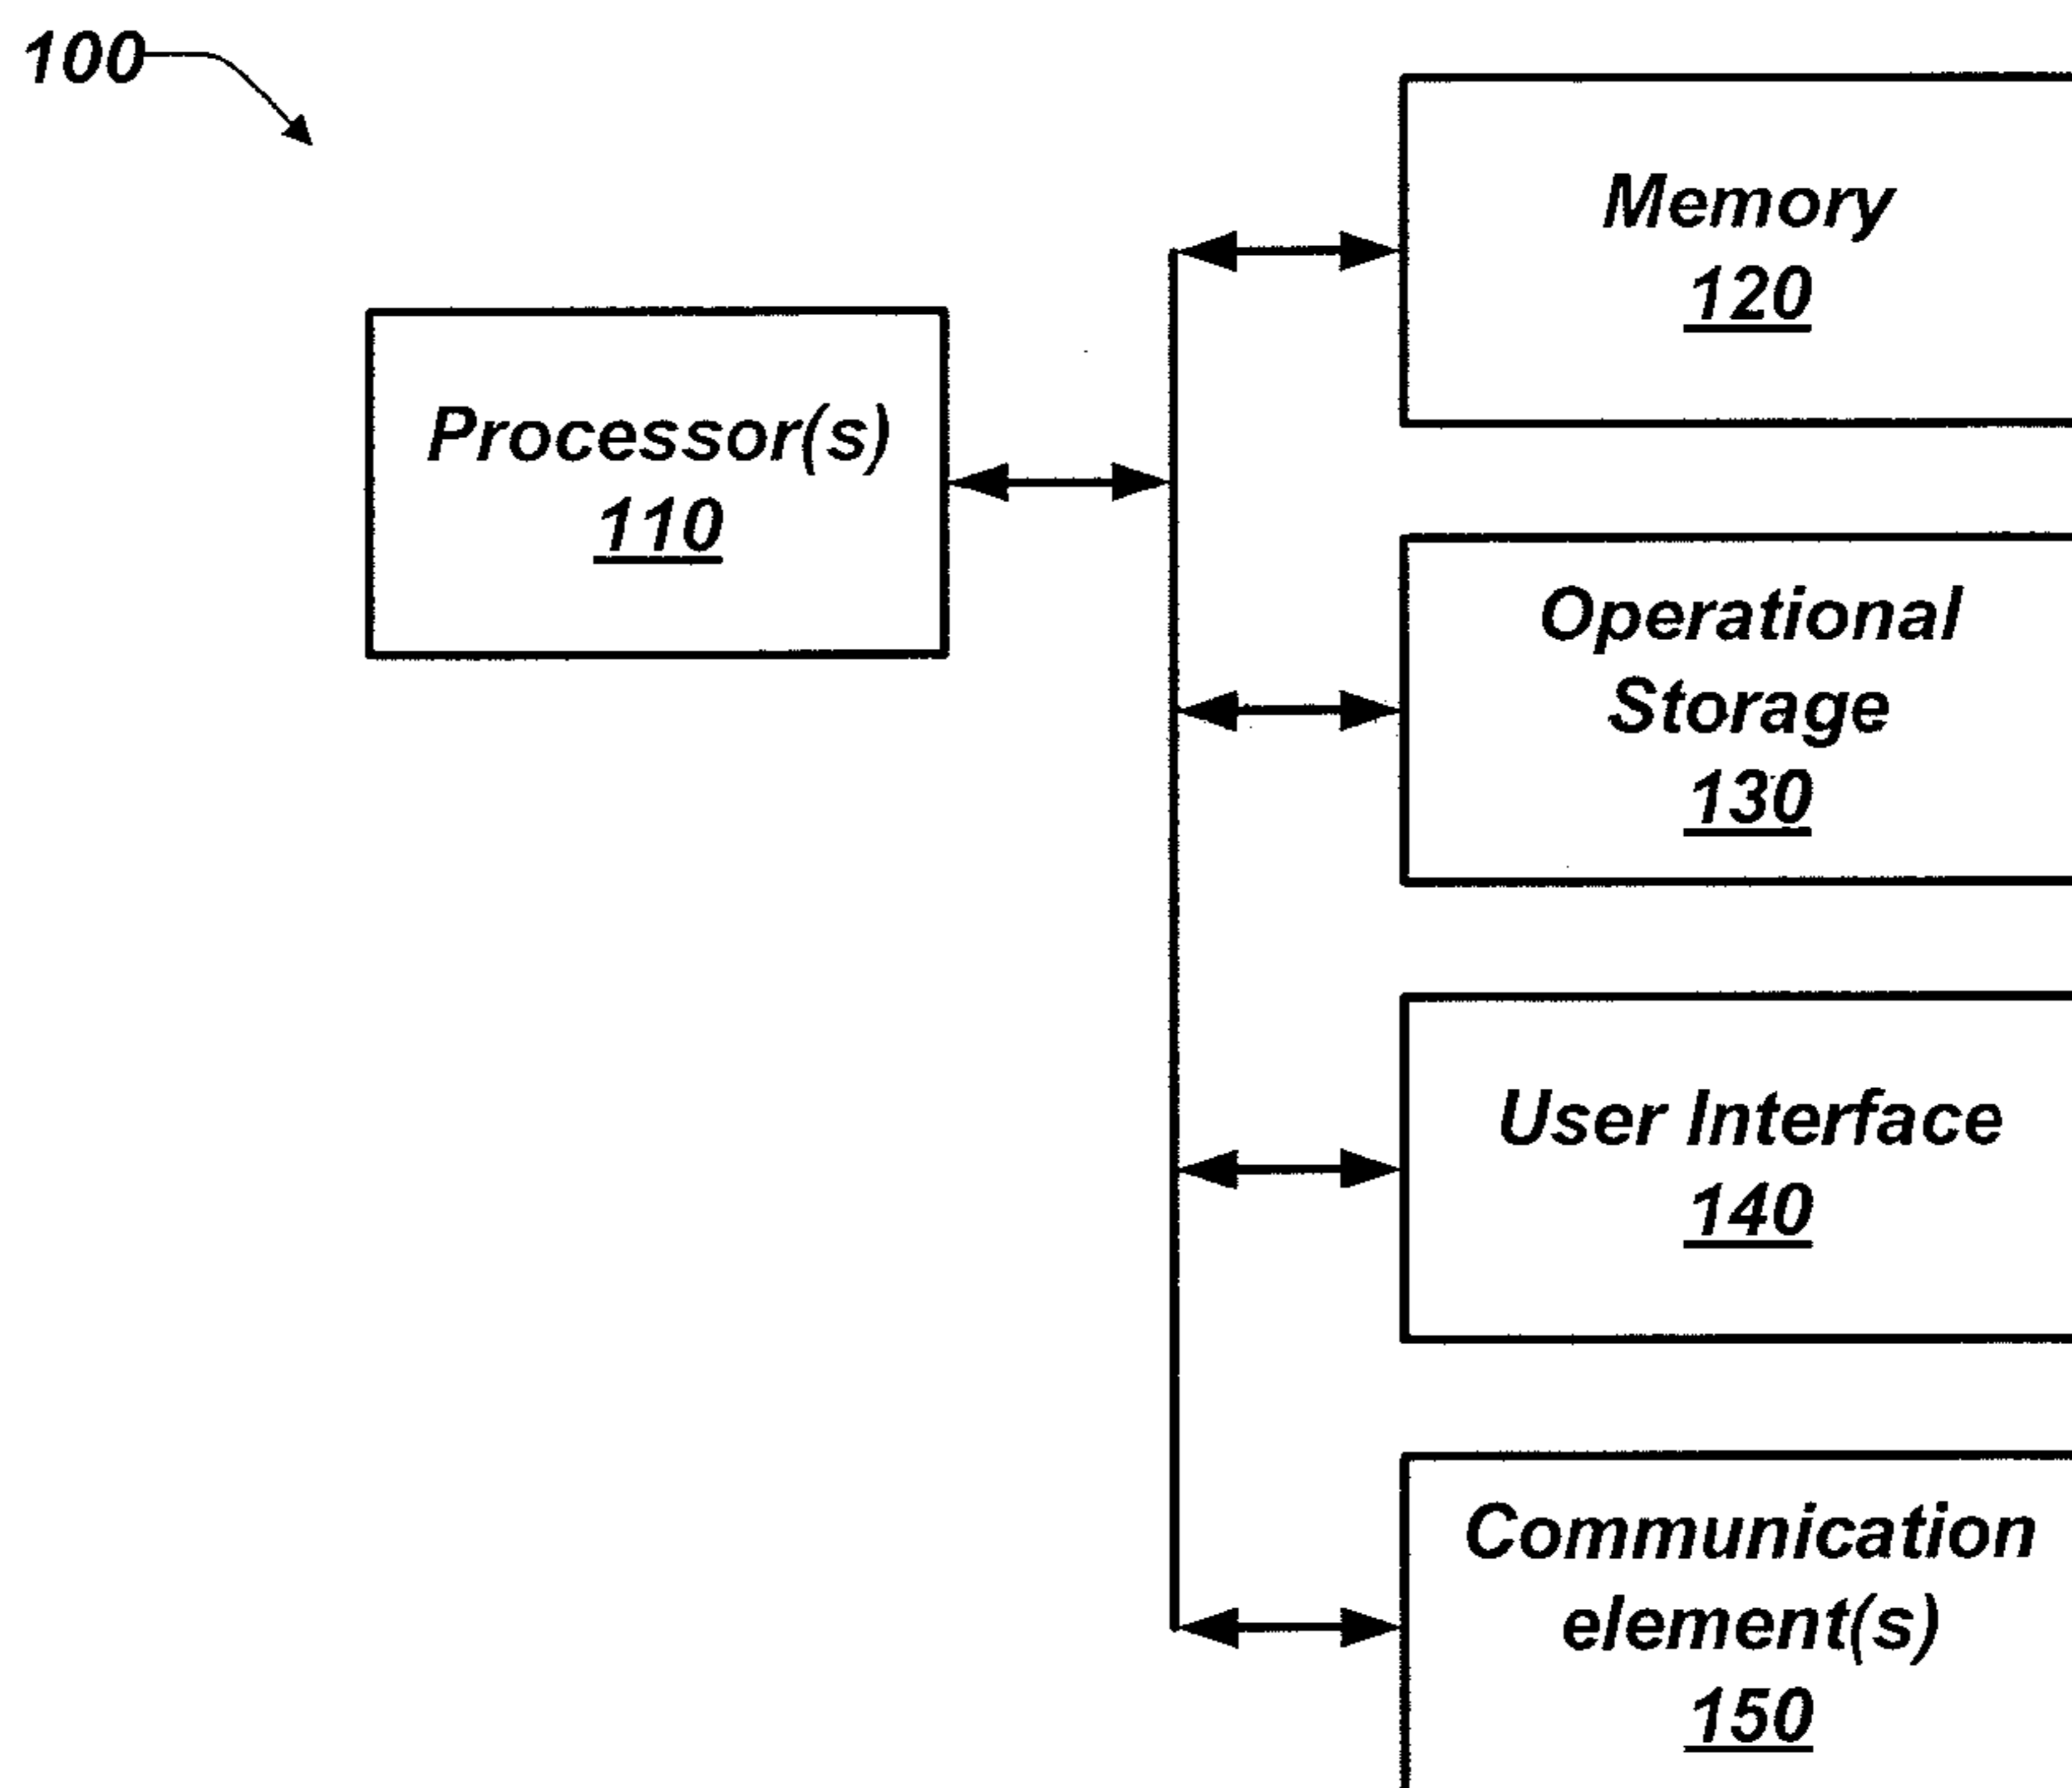 100
Memory
120
Processor(s)
110
Operational
Storage
130
User Interface
140
Communication
element(s)
150